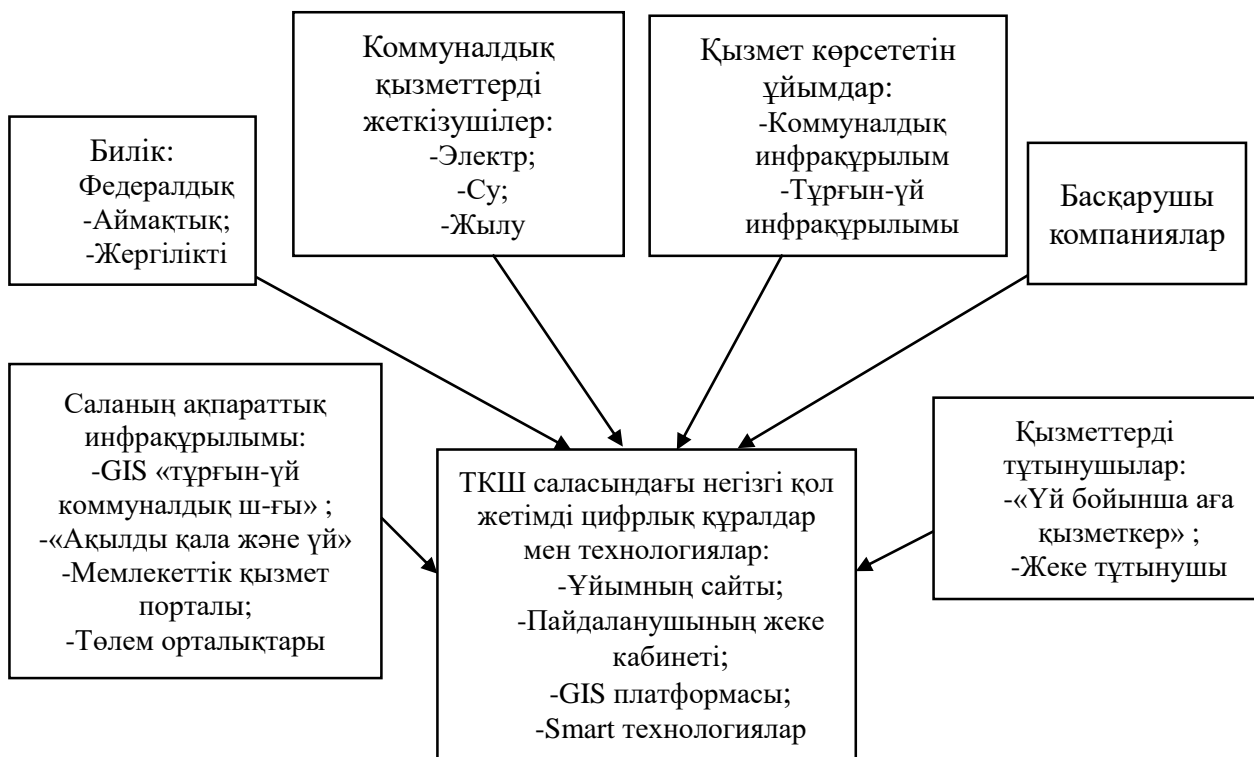 Билік:
Федералдық
-Аймақтық;
-Жергілікті
Коммуналдық
қызметтерді
жеткізушілер:
-Электр;
-Су;
-Жылу
Қызмет көрсететін
ұйымдар:
-Коммуналдық
инфрақұрылым
-Тұрғын-үй
инфрақұрылымы
Басқарушы
компаниялар
Саланың ақпараттық
инфрақұрылымы:
-GIS «тұрғын-үй
коммуналдық ш-ғы» ;
-«Ақылды қала және үй»
-Мемлекеттік қызмет
порталы;
-Төлем орталықтары
ТКШ саласындағы негізгі қол
жетімді цифрлық құралдар
мен технологиялар:
-Ұйымның сайты;
-Пайдаланушының жеке
кабинеті;
-GIS платформасы;
-Smart технологиялар
Қызметтерді
тұтынушылар:
-«Үй бойынша аға
қызметкер» ;
-Жеке тұтынушы